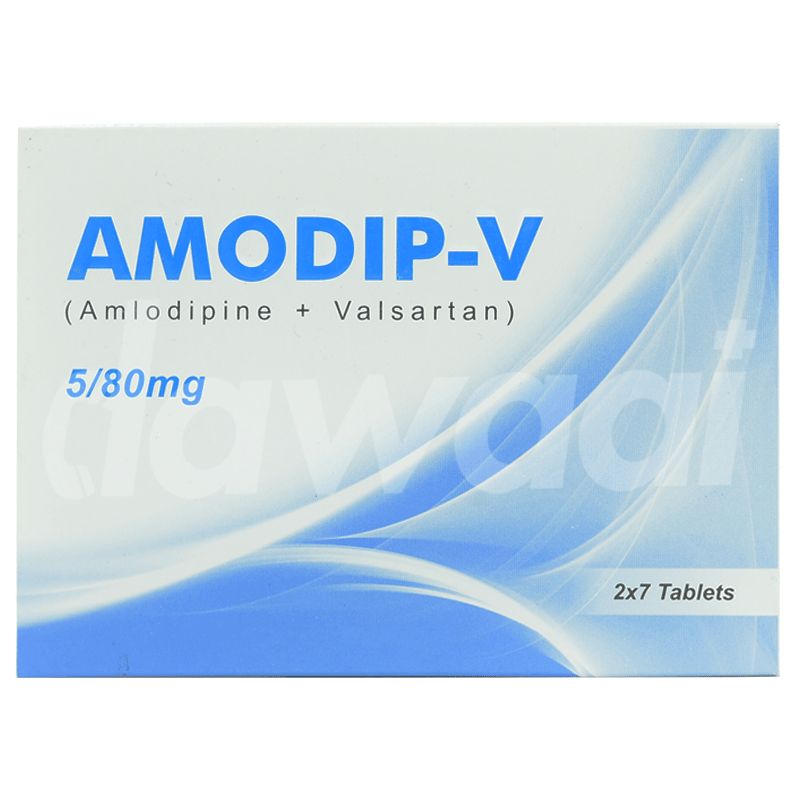 AMODIP-V
(Amlodipine + Valsartan)
5/80mg
dawaai
2x7 Tablets